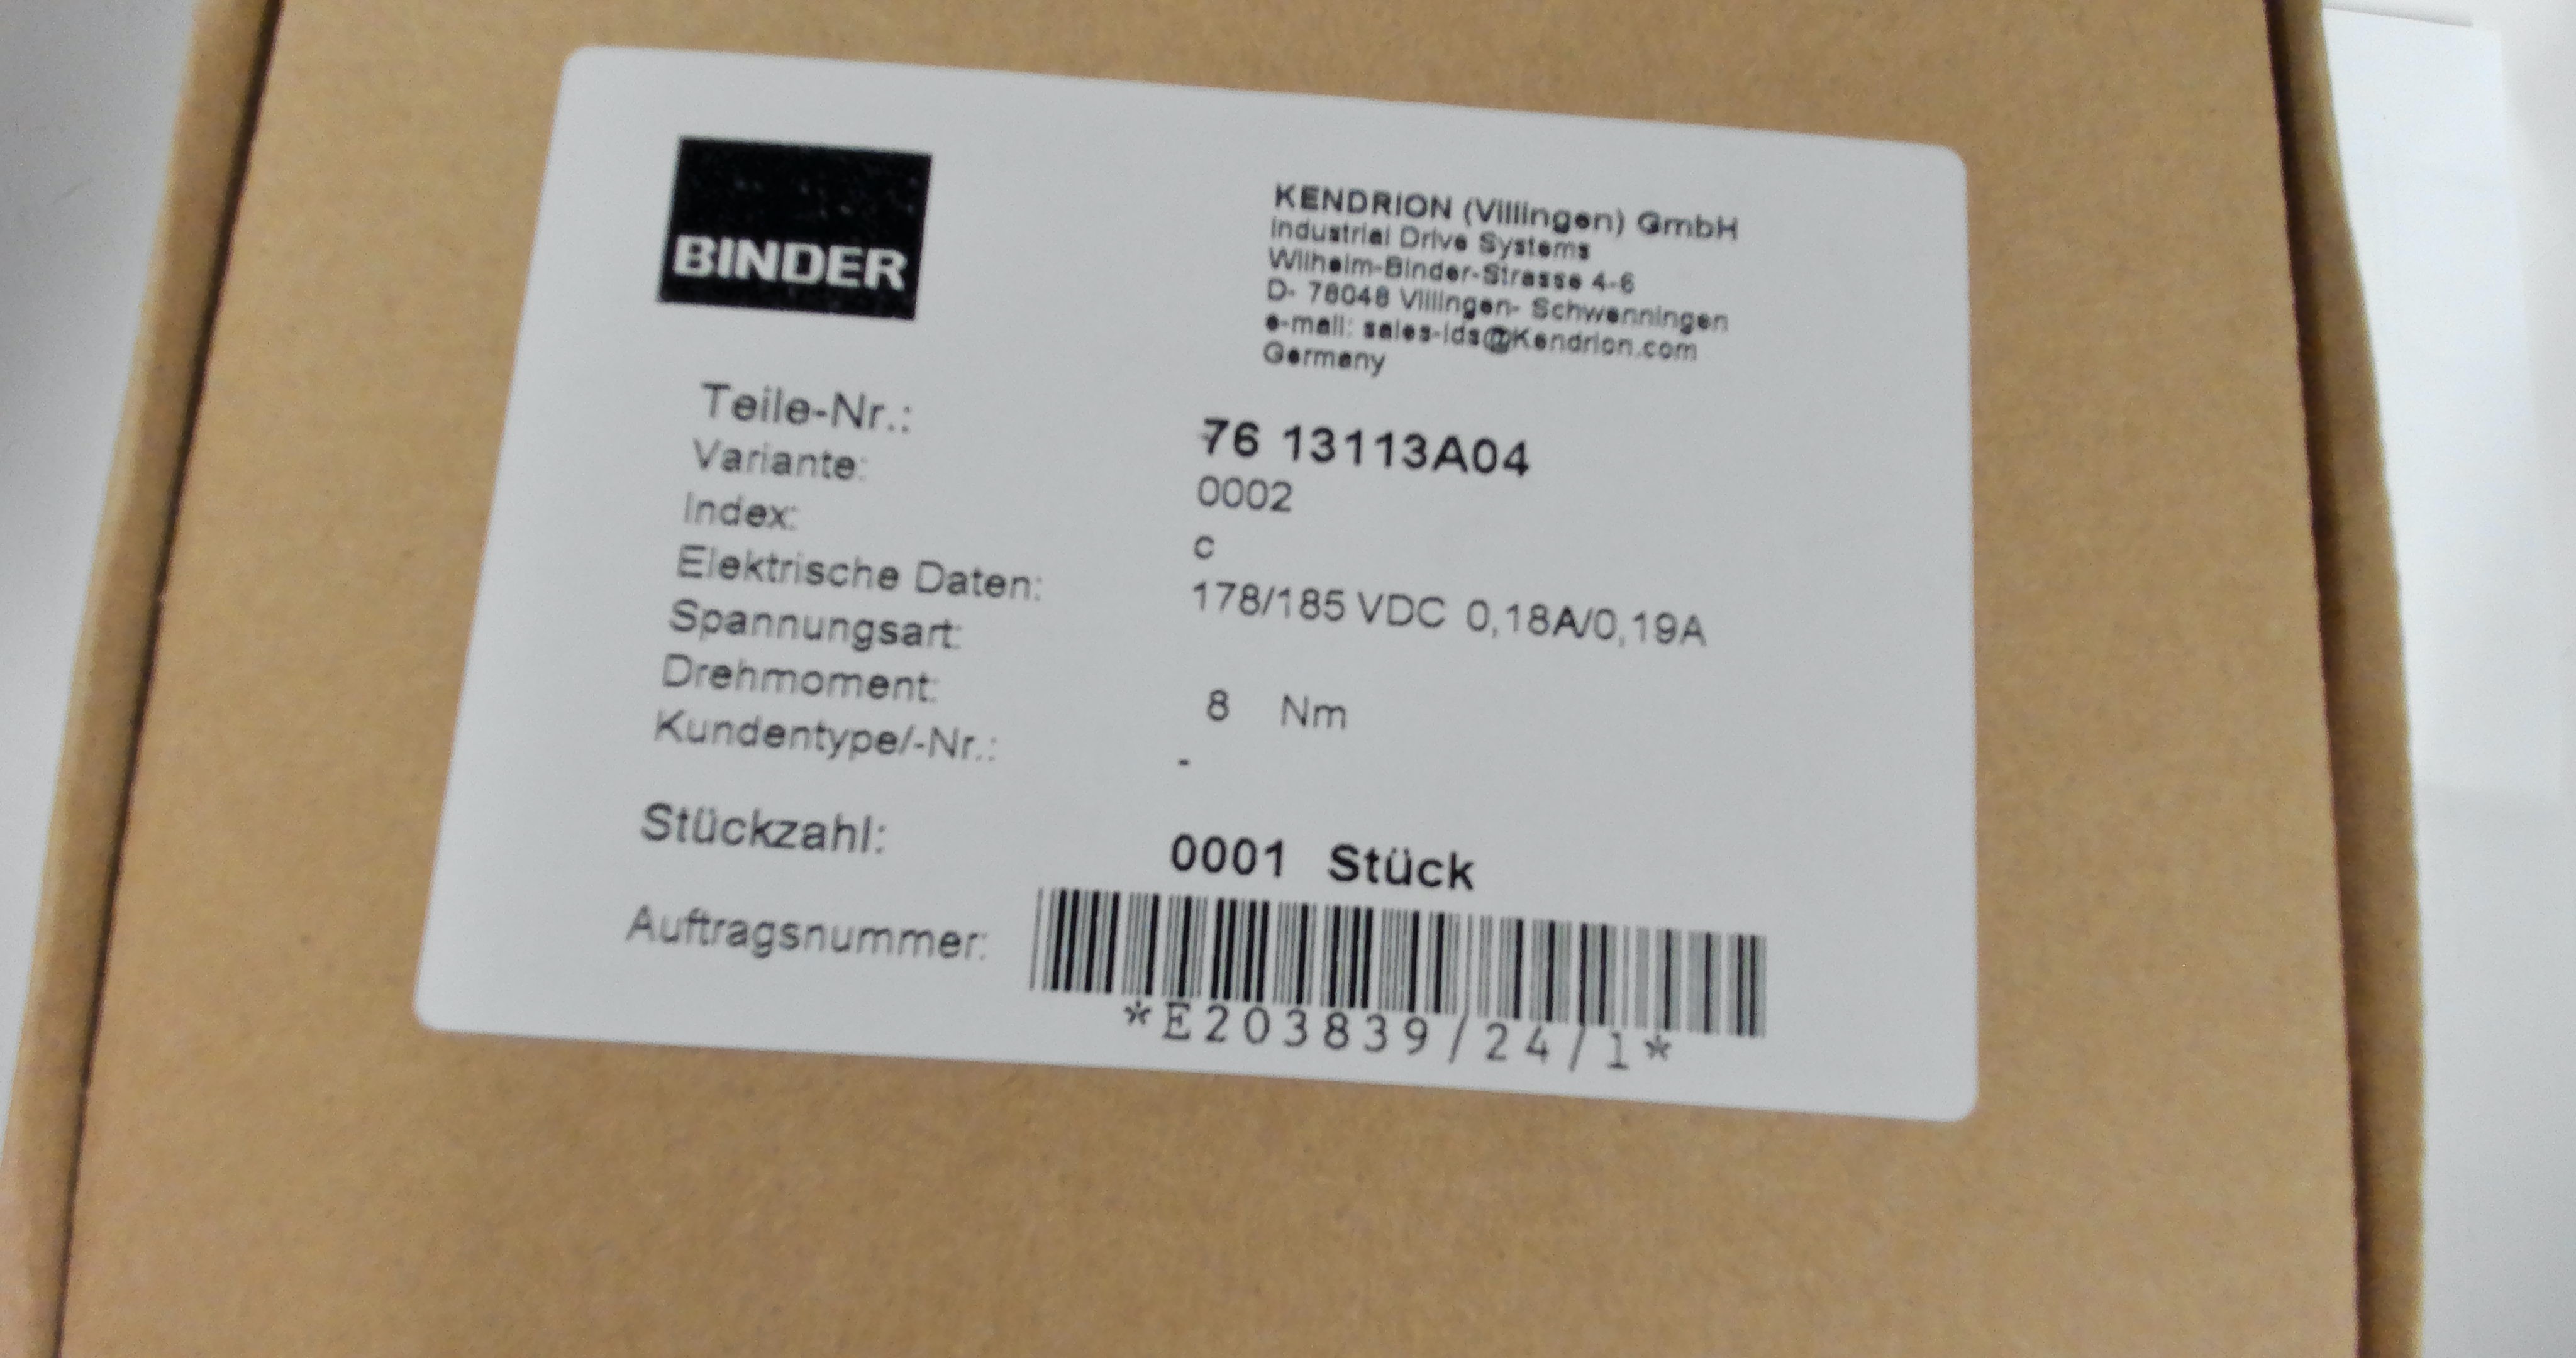 BINDER
KENDRION (Villingen) GmbH
Industrial Drive Systems
Wilhelm-Binder-Strasse 4-6
D- 78048 Villingen- Schwenningen
e-mail: sales-ids@Kendrion.com
Germany
Teile-Nr.: 76 13113A04
Variante: 0002
Index: c
Elektrische Daten: 178/185 VDC 0,18A/0,19A
Spannungsart:
Drehmoment: 8 Nm
Kundentype/-Nr.: -
Stückzahl: 0001 Stück
Auftragsnummer:
*E203839/24/1*